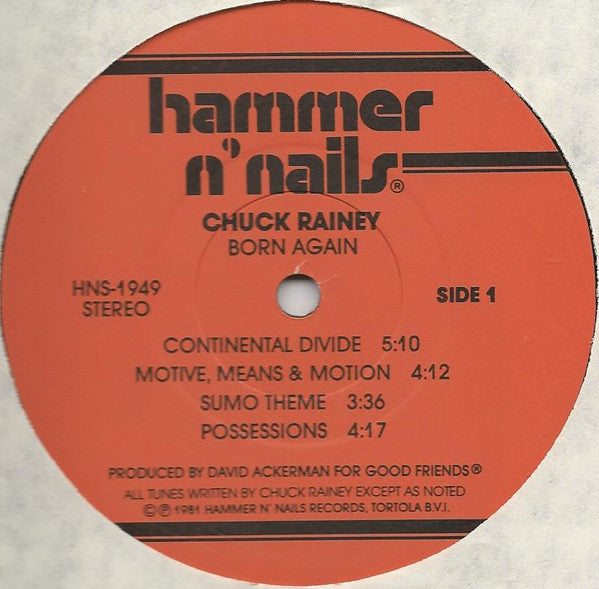 hammer
n' nails®
CHUCK RAINEY
BORN AGAIN
HNS-1949
STEREO
SIDE 1
CONTINENTAL DIVIDE 5:10
MOTIVE, MEANS & MOTION 4:12
SUMO THEME 3:36
POSSESSIONS 4:17
PRODUCED BY DAVID ACKERMAN FOR GOOD FRIENDS®
ALL TUNES WRITTEN BY CHUCK RAINEY EXCEPT AS NOTED
©℗ 1981 HAMMER N' NAILS RECORDS, TORTOLA B.V.I.